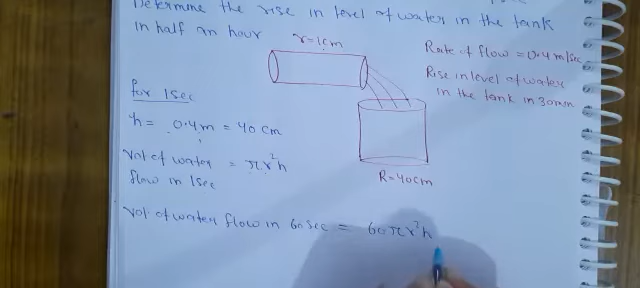 Determine the rise in level of water in the tank
in half an hour
r=1cm
Rate of flow = 0.4m/sec
Rise in level of water
in the tank in 30min
for 1sec
h= 0.4m = 40 cm
Vol of water = πr²h
flow in 1sec
R=40cm
Vol. of water flow in 60sec = 60πr²h